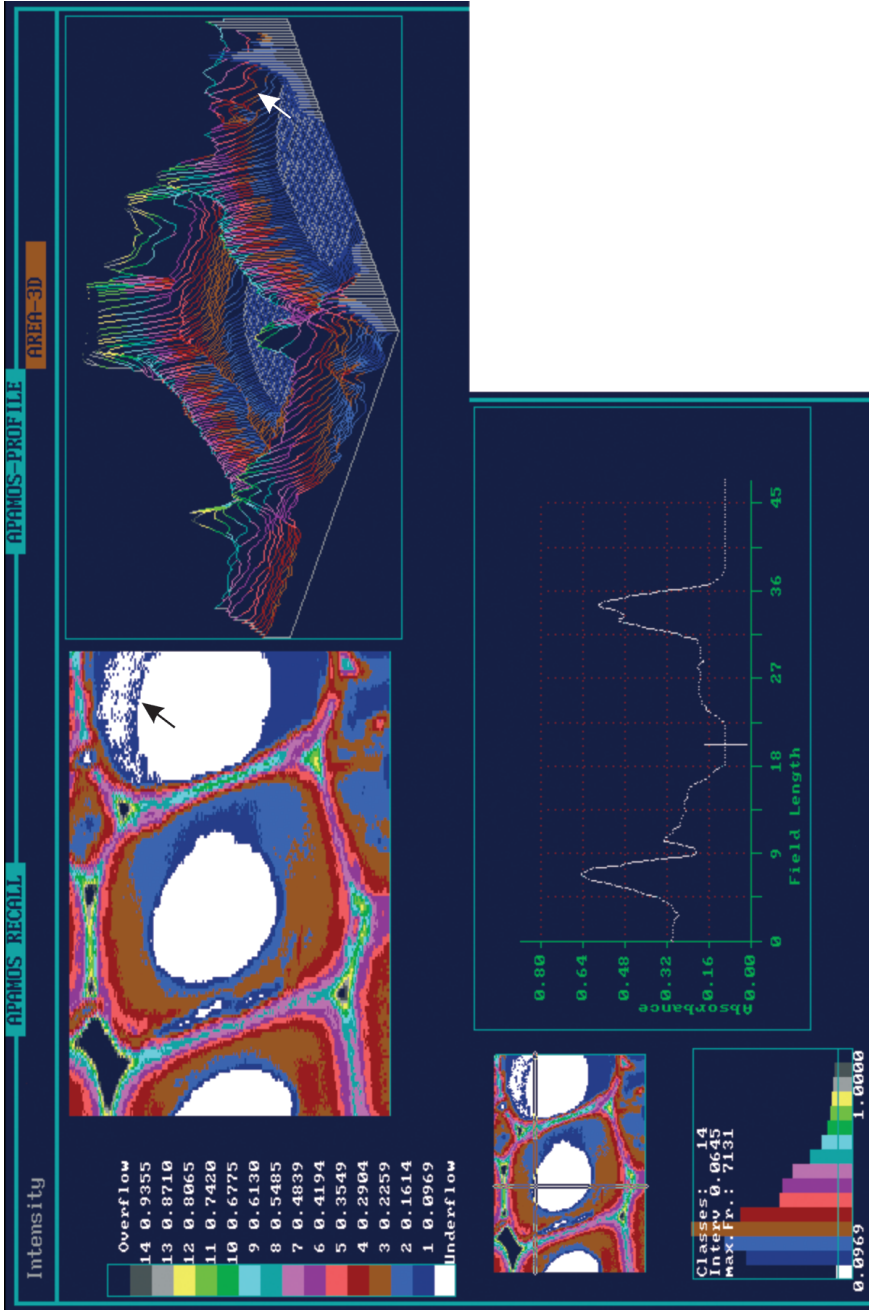 APAMOS RECALL
APAMOS-PROFILE
Intensity
AREA-3D
Overflow
14 0.9355
13 0.8710
12 0.8065
11 0.7420
10 0.6775
9 0.6130
8 0.5485
7 0.4839
6 0.4194
5 0.3549
4 0.2904
3 0.2259
2 0.1614
1 0.0969
Underflow
Classes: 14
Interv 0.0645
Max.Fr.: 7131
0.0969 1.0000
Absorbance
0.80
0.64
0.48
0.32
0.16
0.00
0 9 18 27 36 45
Field Length